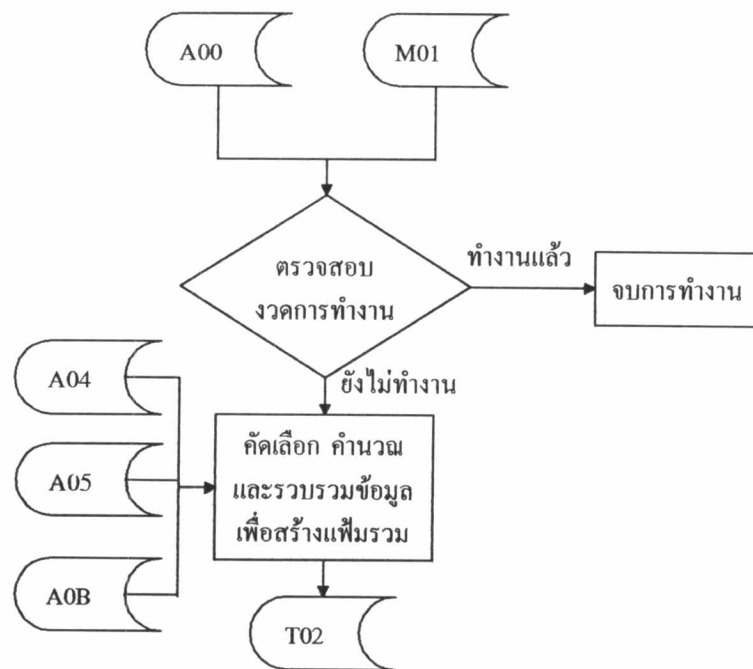 A00
M01
ตรวจสอบ
งวดการทำงาน
ทำงานแล้ว
จบการทำงาน
ยังไม่ทำงาน
A04
A05
A0B
คัดเลือก คำนวณ
และรวบรวมข้อมูล
เพื่อสร้างแฟ้มรวม
T02